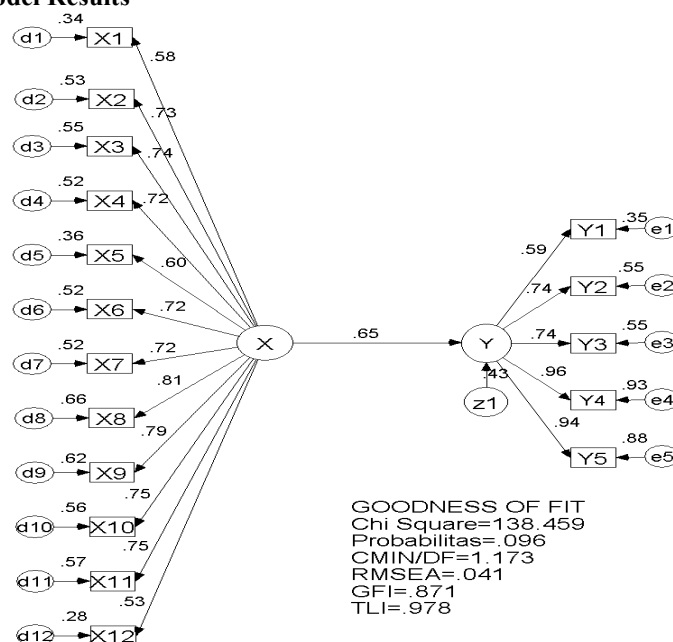 odel Results
.34
d1 X1
.58
.53
d2 X2
.73
.55
d3 X3
.74
.52
d4 X4
.72
.36
d5 X5
.60
.52
d6 X6
.72
.52
d7 X7
.72
.81
.66
d8 X8
.79
.62
d9 X9
.75
.56
d10 X10
.75
.57
d11 X11
.53
.28
d12 X12
X
.65
Y
.43
z1
.59
.35
Y1 e1
.74
.55
Y2 e2
.74
.55
Y3 e3
.96
.93
Y4 e4
.94
.88
Y5 e5
GOODNESS OF FIT
Chi Square=138.459
Probabilitas=.096
CMIN/DF=1.173
RMSEA=.041
GFI=.871
TLI=.978